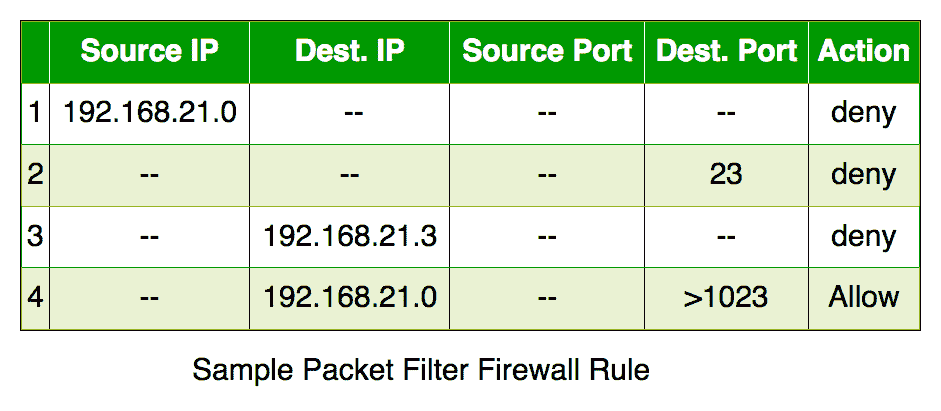 Source IP Dest. IP Source Port Dest. Port Action
1 192.168.21.0 -- -- -- deny
2 -- -- -- 23 deny
3 -- 192.168.21.3 -- -- deny
4 -- 192.168.21.0 -- >1023 Allow
Sample Packet Filter Firewall Rule